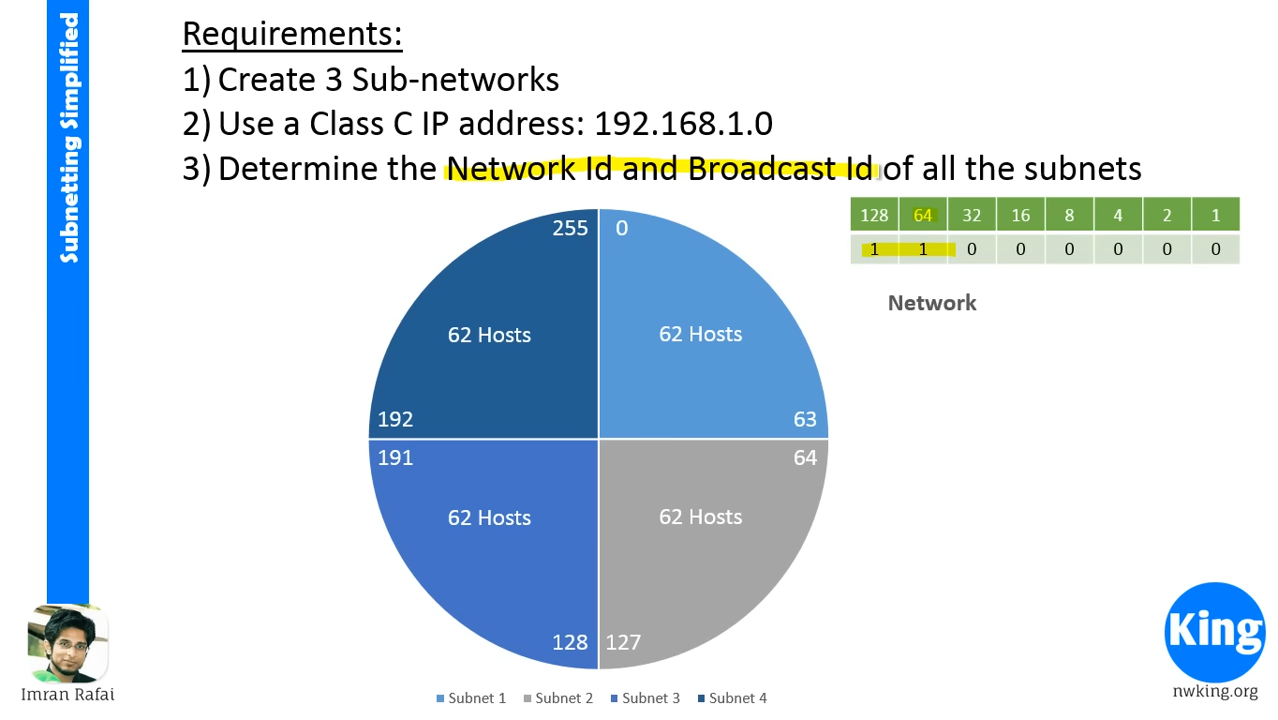 Subnetting Simplified
Requirements:
1) Create 3 Sub-networks
2) Use a Class C IP address: 192.168.1.0
3) Determine the Network Id and Broadcast Id of all the subnets
128 64 32 16 8 4 2 1
1 1 0 0 0 0 0 0
Network
255 0
62 Hosts 62 Hosts
192 63
191 64
62 Hosts 62 Hosts
128 127
Subnet 1 Subnet 2 Subnet 3 Subnet 4
Imran Rafai
King
nwking.org